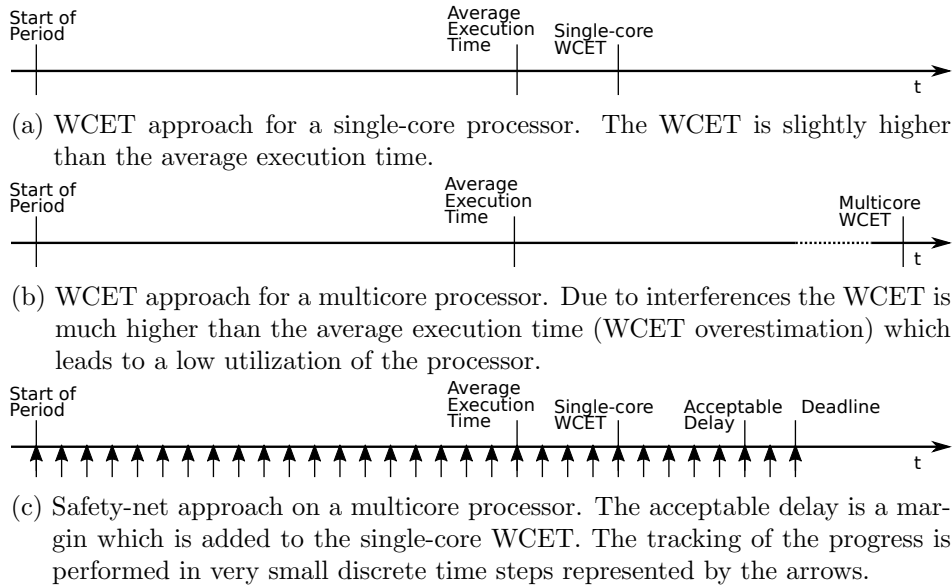 Start of
Period
Average
Execution
Time
Single-core
WCET
t
(a) WCET approach for a single-core processor. The WCET is slightly higher
than the average execution time.
Start of
Period
Average
Execution
Time
Multicore
WCET
t
(b) WCET approach for a multicore processor. Due to interferences the WCET is
much higher than the average execution time (WCET overestimation) which
leads to a low utilization of the processor.
Start of
Period
Average
Execution
Time
Single-core
WCET
Acceptable
Delay
Deadline
t
(c) Safety-net approach on a multicore processor. The acceptable delay is a mar-
gin which is added to the single-core WCET. The tracking of the progress is
performed in very small discrete time steps represented by the arrows.